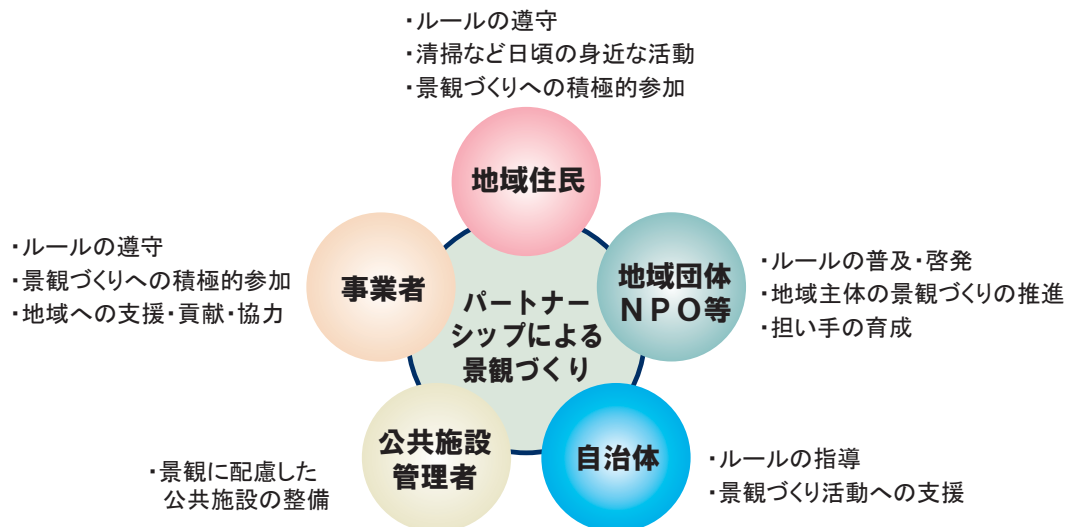 ・ルールの遵守
・清掃など日頃の身近な活動
・景観づくりへの積極的参加
地域住民
・ルールの遵守
・景観づくりへの積極的参加
・地域への支援・貢献・協力
事業者
パートナー
シップによる
景観づくり
地域団体
ＮＰＯ等
・ルールの普及・啓発
・地域主体の景観づくりの推進
・担い手の育成
・景観に配慮した
公共施設の整備
公共施設
管理者
自治体
・ルールの指導
・景観づくり活動への支援